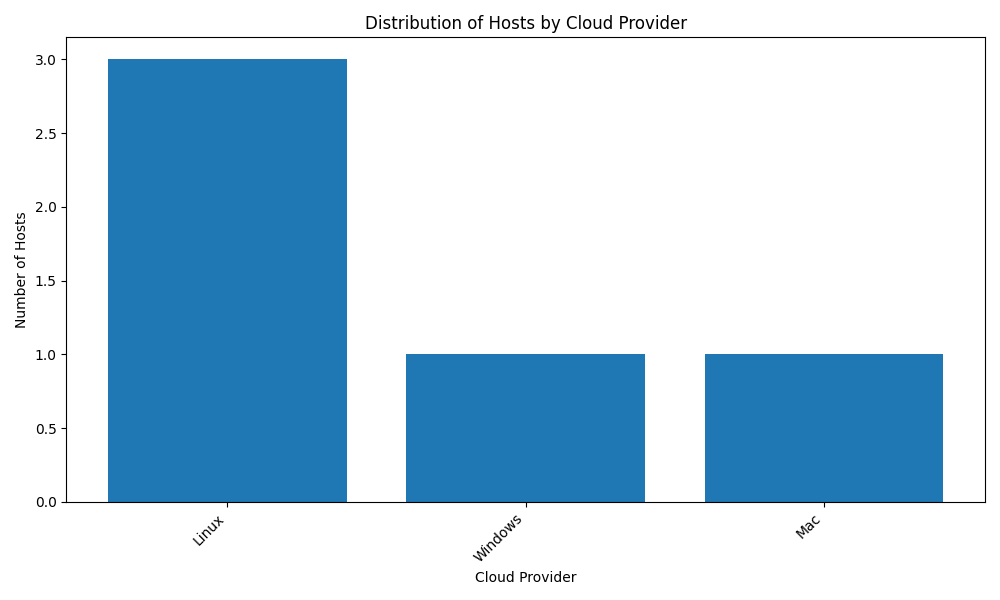 Distribution of Hosts by Cloud Provider
Number of Hosts
3.0
2.5
2.0
1.5
1.0
0.5
0.0
Linux
Windows
Mac
Cloud Provider